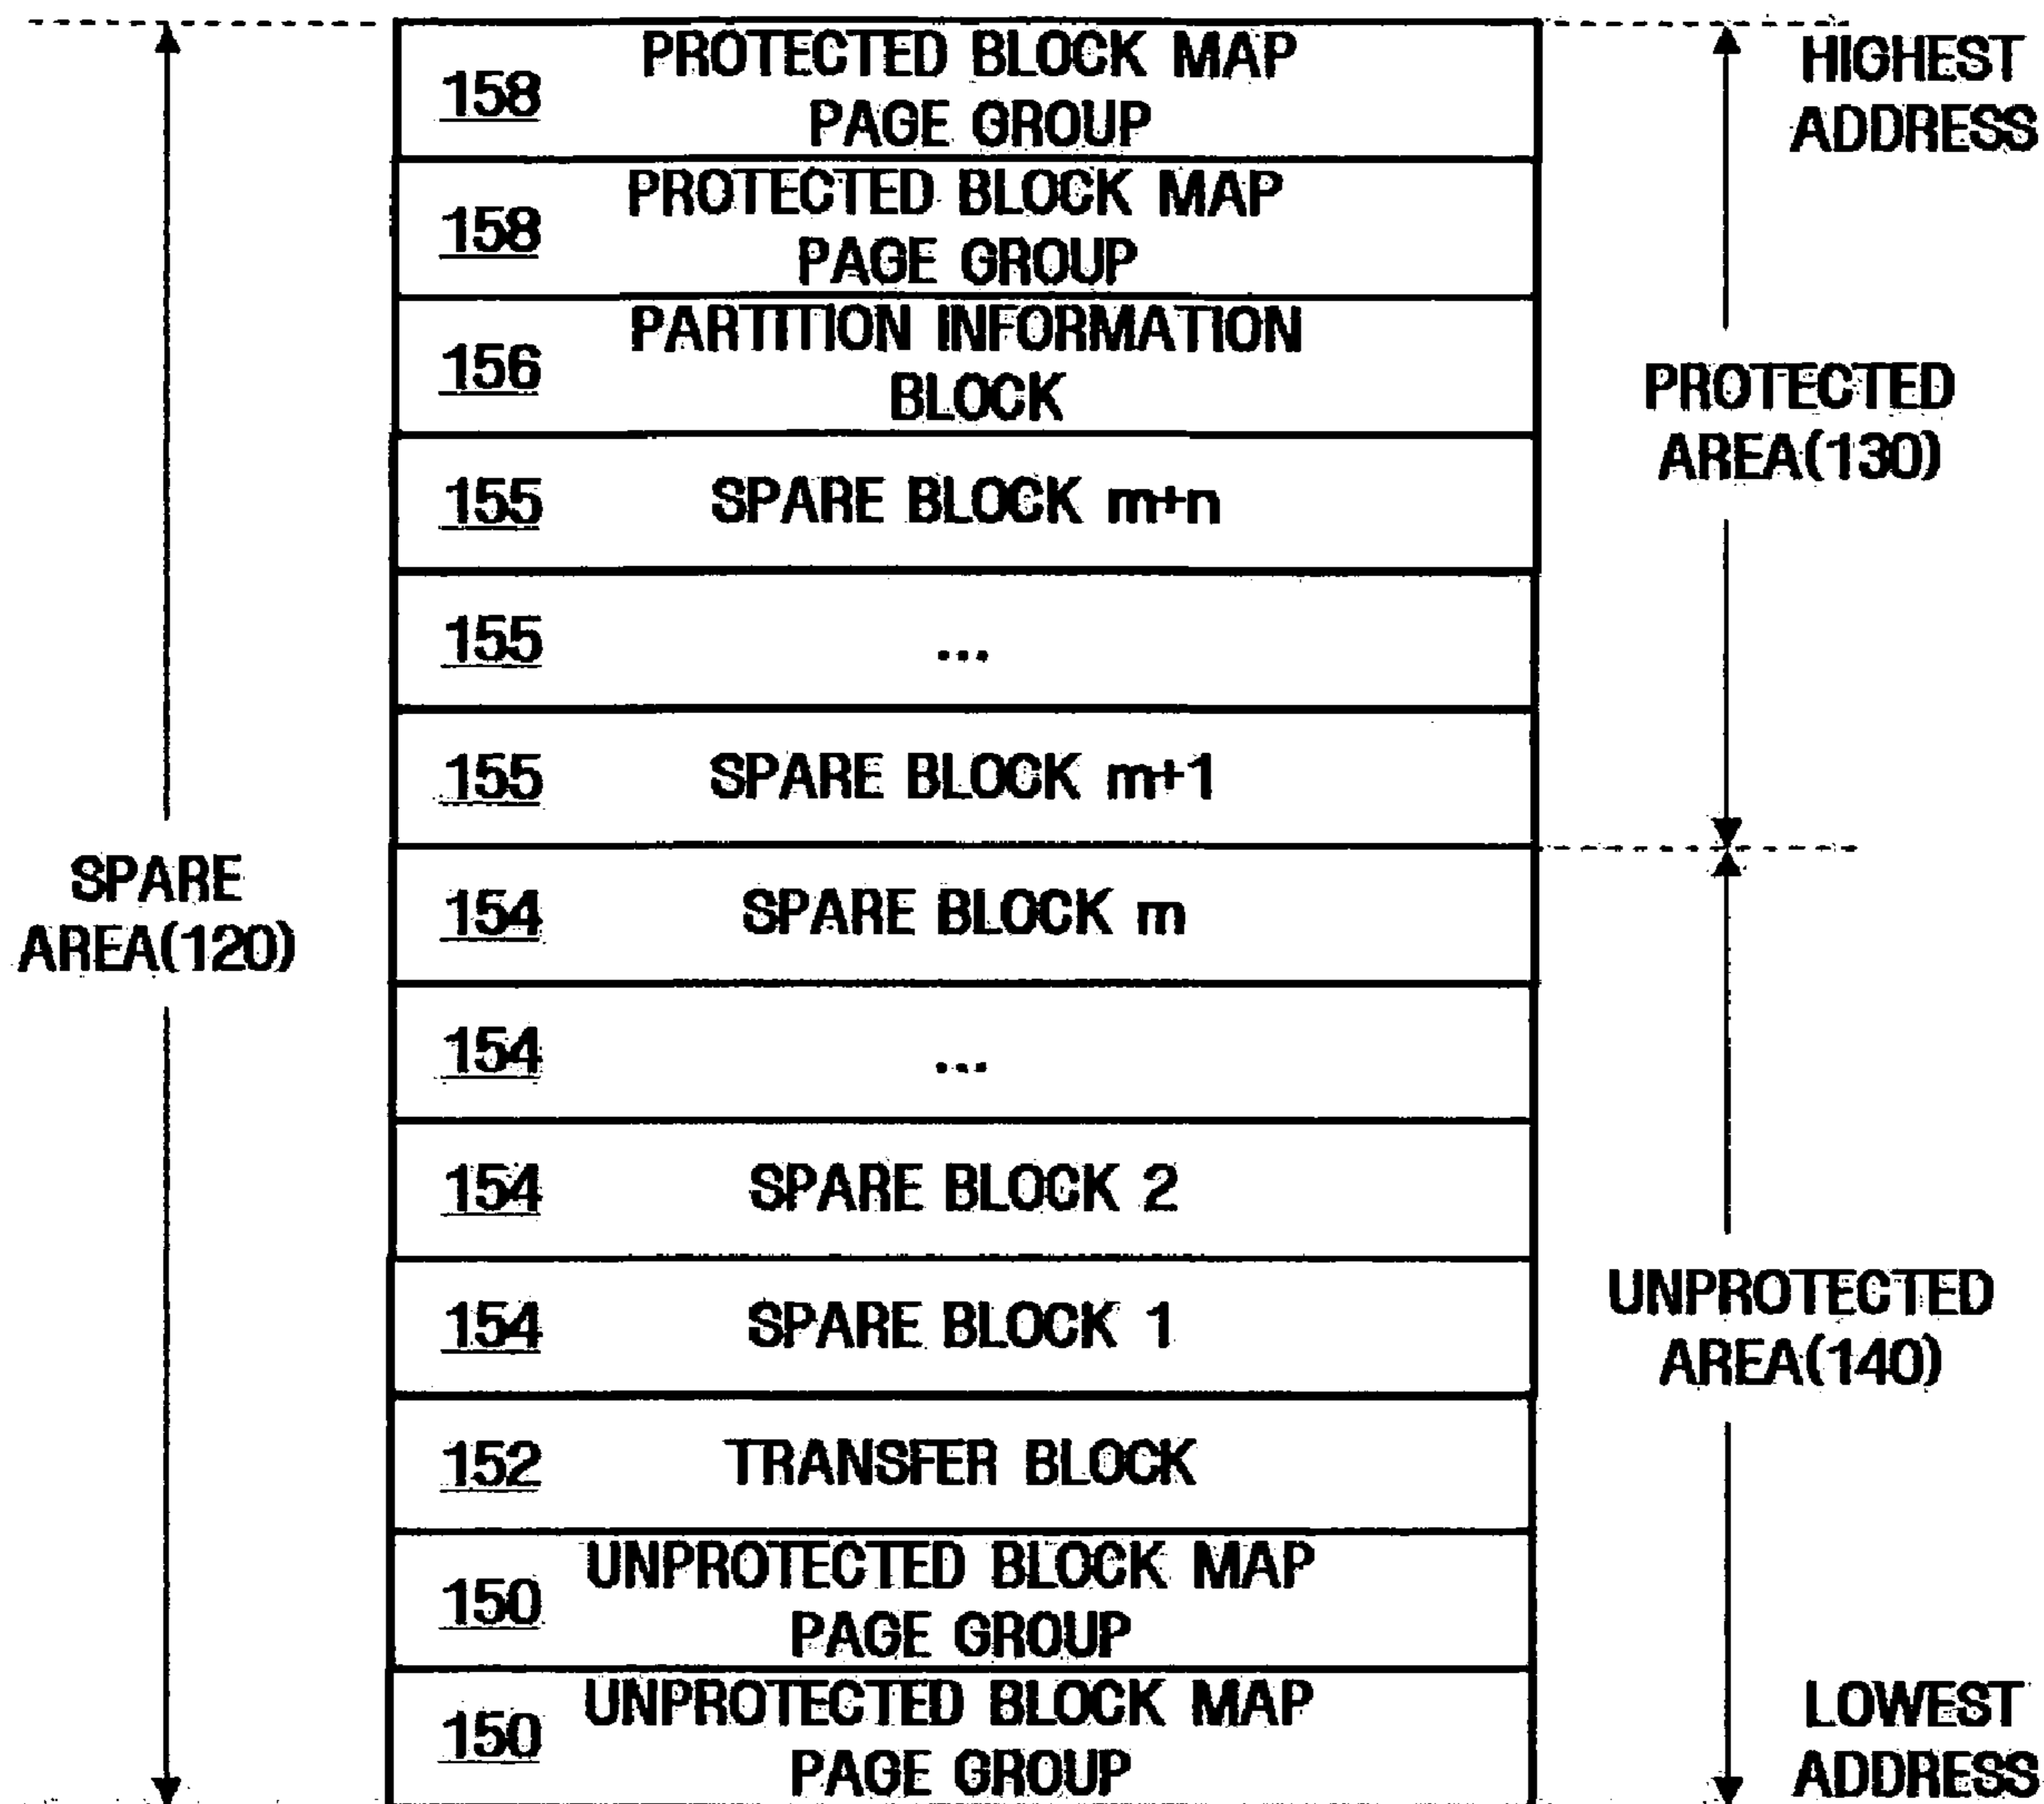 158 PROTECTED BLOCK MAP
PAGE GROUP
HIGHEST
ADDRESS
158 PROTECTED BLOCK MAP
PAGE GROUP
156 PARTITION INFORMATION
BLOCK
PROTECTED
AREA(130)
155 SPARE BLOCK m+n
155 ...
155 SPARE BLOCK m+1
SPARE
AREA(120)
154 SPARE BLOCK m
154 ...
154 SPARE BLOCK 2
154 SPARE BLOCK 1
UNPROTECTED
AREA(140)
152 TRANSFER BLOCK
150 UNPROTECTED BLOCK MAP
PAGE GROUP
150 UNPROTECTED BLOCK MAP
PAGE GROUP
LOWEST
ADDRESS